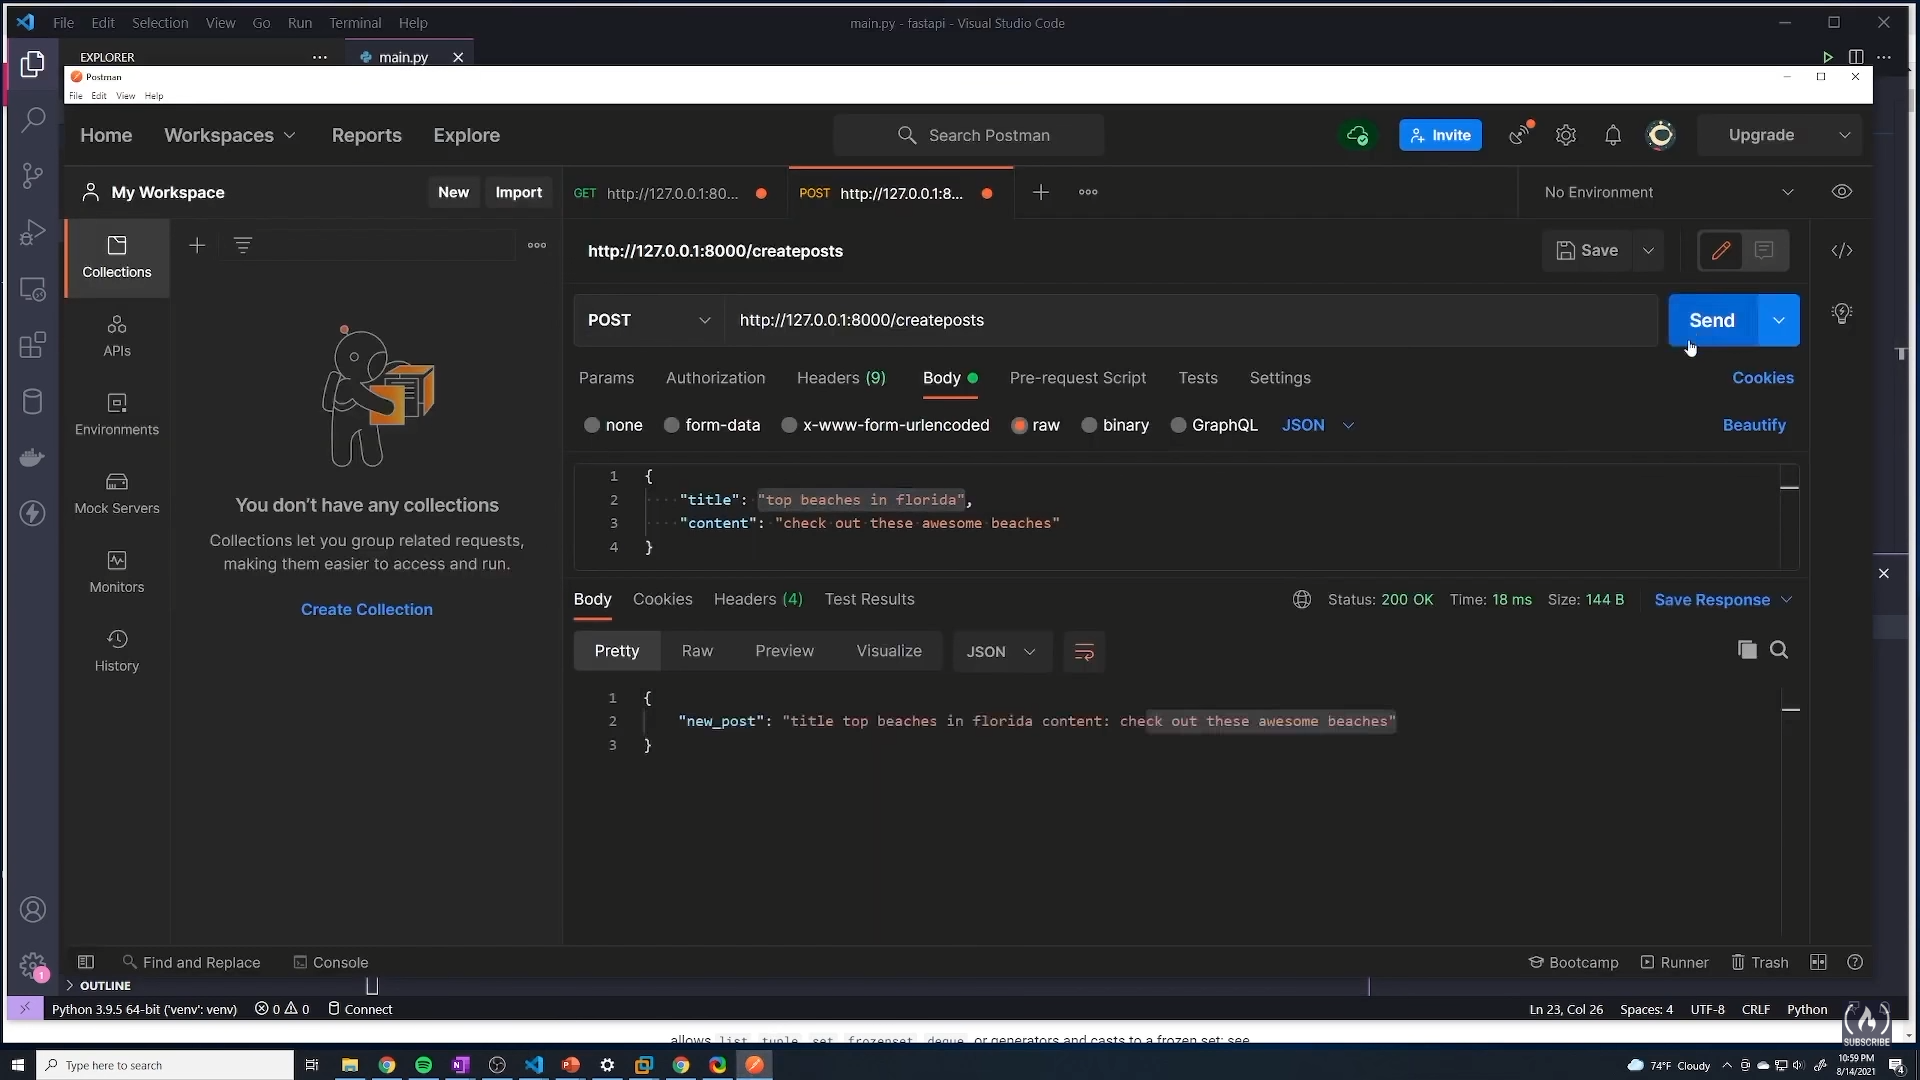 File Edit Selection View Go Run Terminal Help
main.py - fastapi - Visual Studio Code
EXPLORER
main.py
Postman
File Edit View Help
Home Workspaces Reports Explore
Search Postman
Invite
Upgrade
My Workspace
New Import
GET http://127.0.0.1:80...
POST http://127.0.0.1:8...
No Environment
Collections
APIs
Environments
Mock Servers
Monitors
History
You don't have any collections
Collections let you group related requests,
making them easier to access and run.
Create Collection
http://127.0.0.1:8000/createposts
Save
POST http://127.0.0.1:8000/createposts
Send
Params Authorization Headers (9) Body Pre-request Script Tests Settings Cookies
none form-data x-www-form-urlencoded raw binary GraphQL JSON Beautify
1 {
2 "title": "top beaches in florida",
3 "content": "check out these awesome beaches"
4 }
Body Cookies Headers (4) Test Results
Status: 200 OK Time: 18 ms Size: 144 B Save Response
Pretty Raw Preview Visualize JSON
1 {
2 "new_post": "title top beaches in florida content: check out these awesome beaches"
3 }
Find and Replace Console
Bootcamp Runner Trash
OUTLINE
Python 3.9.5 64-bit ('venv': venv) 0 0 Connect
Ln 23, Col 26 Spaces: 4 UTF-8 CRLF Python
1
allows list, tuple, set, frozenset, deque, or generators and casts to a frozen set; see
SUBSCRIBE
Type here to search
74°F Cloudy
10:59 PM
8/14/2021
4